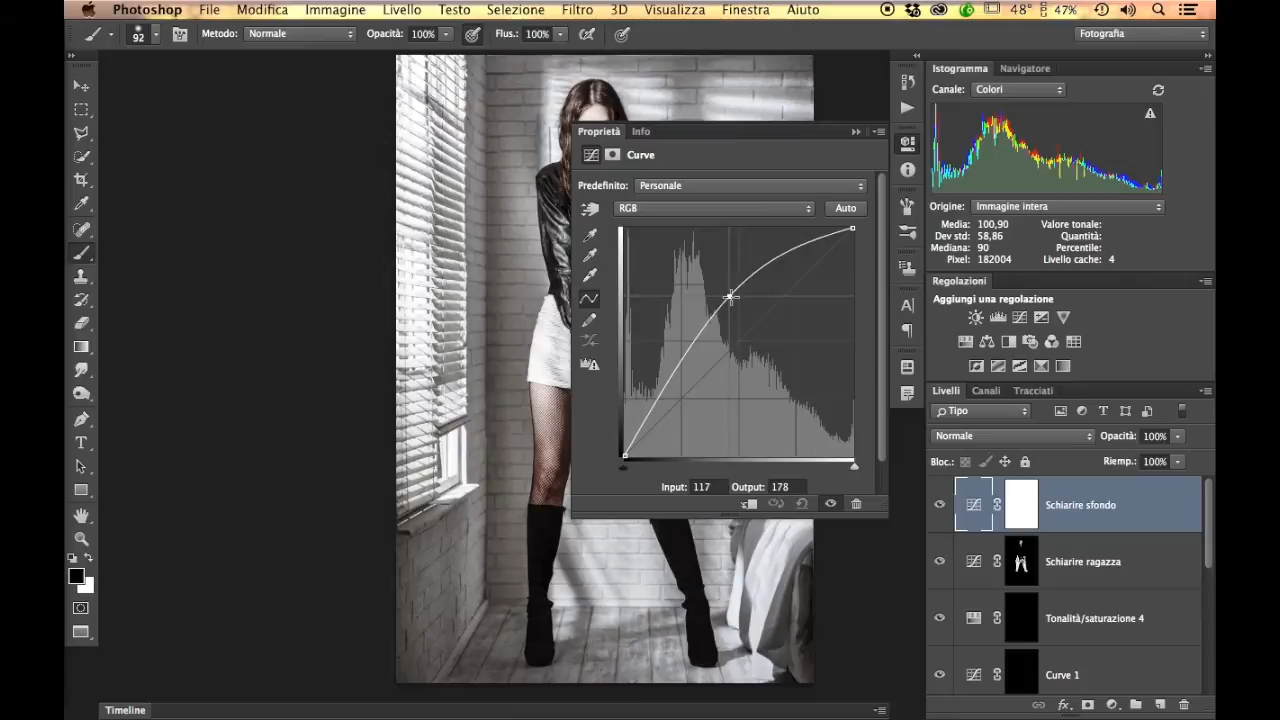 Photoshop File Modifica Immagine Livello Testo Selezione Filtro 3D Visualizza Finestra Aiuto 48° 47%
92 Metodo: Normale Opacità: 100% Flus.: 100% Fotografia
Istogramma Navigatore
Canale: Colori
Origine: Immagine intera
Media: 100,90 Valore tonale:
Dev std: 58,86 Quantità:
Mediana: 90 Percentile:
Pixel: 182004 Livello cache: 4
Regolazioni
Aggiungi una regolazione
Livelli Canali Tracciati
Tipo
Normale Opacità: 100%
Bloc.: Riemp.: 100%
Schiarire sfondo
Schiarire ragazza
Tonalità/saturazione 4
Curve 1
Proprietà Info
Curve
Predefinito: Personale
RGB Auto
Input: 117 Output: 178
Timeline